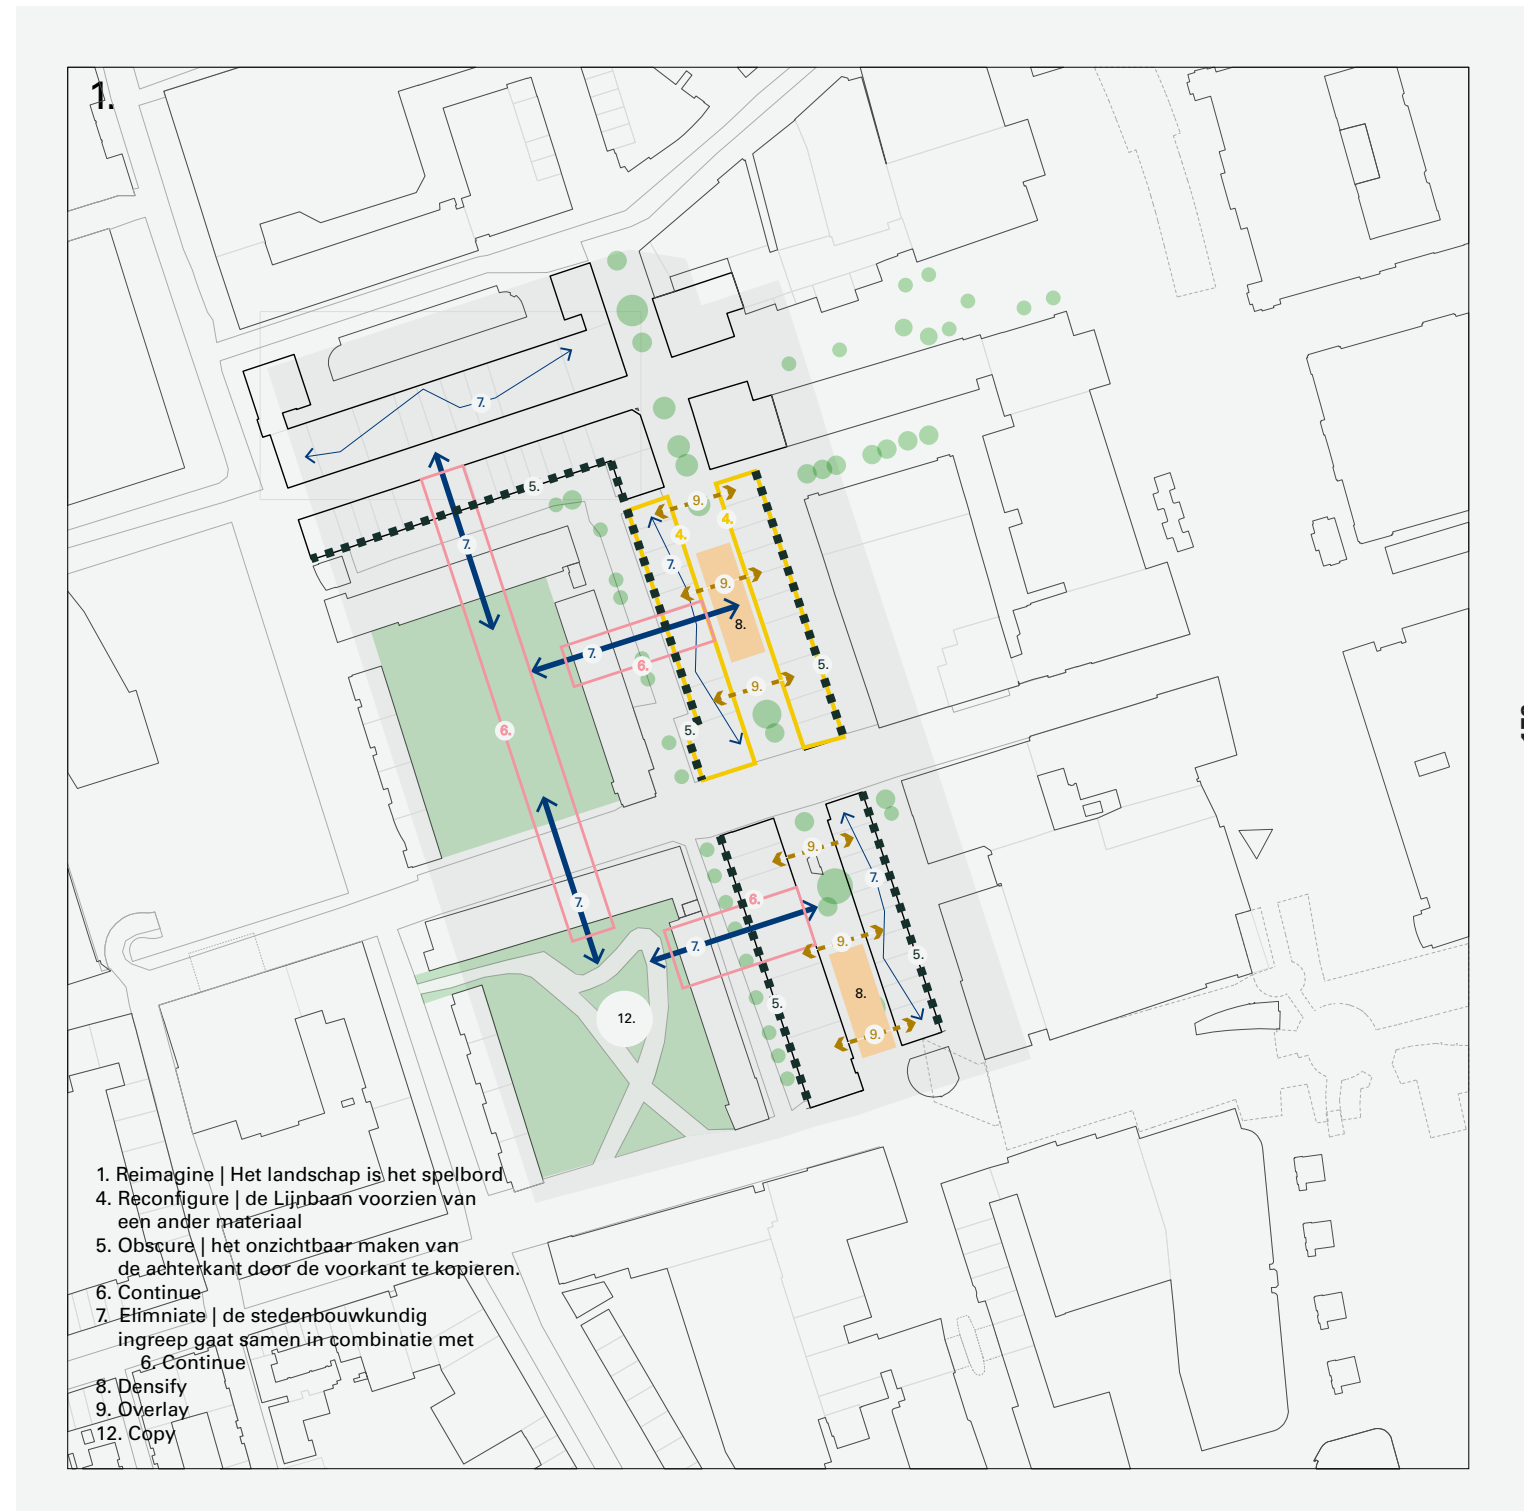 1.
7.
5.
9.
4.
4.
7.
7.
9.
8.
7.
6.
5.
9.
6.
5.
9.
7.
6.
7.
9.
7.
5.
8.
5.
12.
9.
1. Reimagine | Het landschap is het spelbord
4. Reconfigure | de Lijnbaan voorzien van
een ander materiaal
5. Obscure | het onzichtbaar maken van
de achterkant door de voorkant te kopieren.
6. Continue
7. Elimniate | de stedenbouwkundig
ingreep gaat samen in combinatie met
6. Continue
8. Densify
9. Overlay
12. Copy